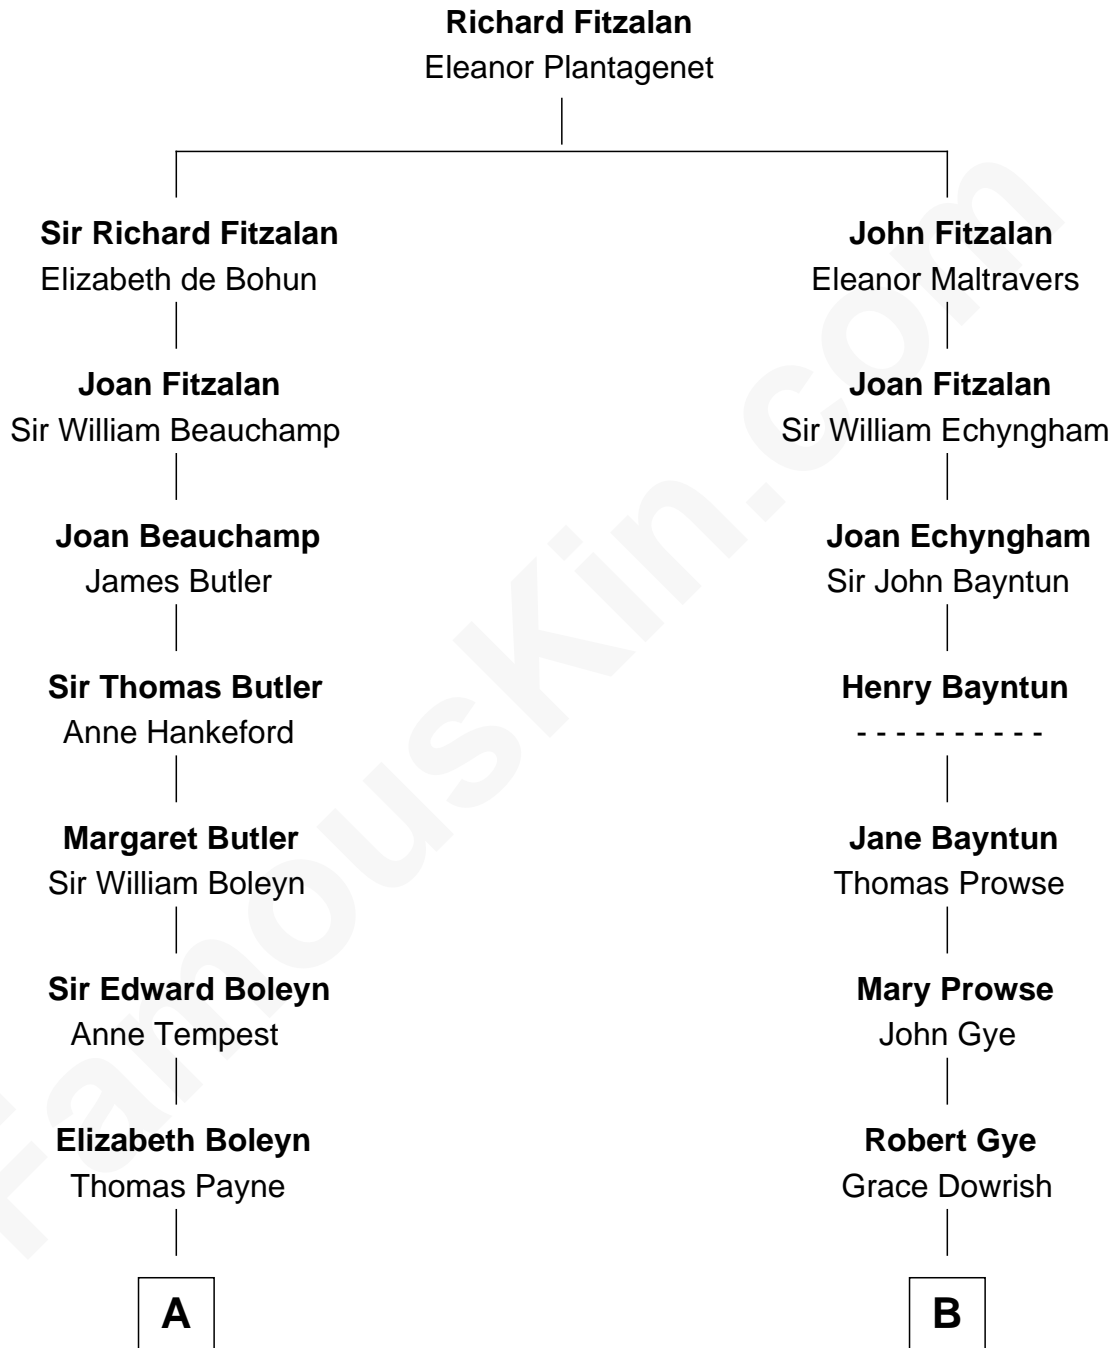 Richard Fitzalan
Eleanor Plantagenet
Sir Richard Fitzalan
Elizabeth de Bohun
John Fitzalan
Eleanor Maltravers
Joan Fitzalan
Sir William Beauchamp
Joan Fitzalan
Sir William Echyngham
Joan Beauchamp
James Butler
Joan Echyngham
Sir John Bayntun
Sir Thomas Butler
Anne Hankeford
Henry Bayntun
- - - - - - - - - -
Margaret Butler
Sir William Boleyn
Jane Bayntun
Thomas Prowse
Sir Edward Boleyn
Anne Tempest
Mary Prowse
John Gye
Elizabeth Boleyn
Thomas Payne
Robert Gye
Grace Dowrish
A
B
FamousKin.com